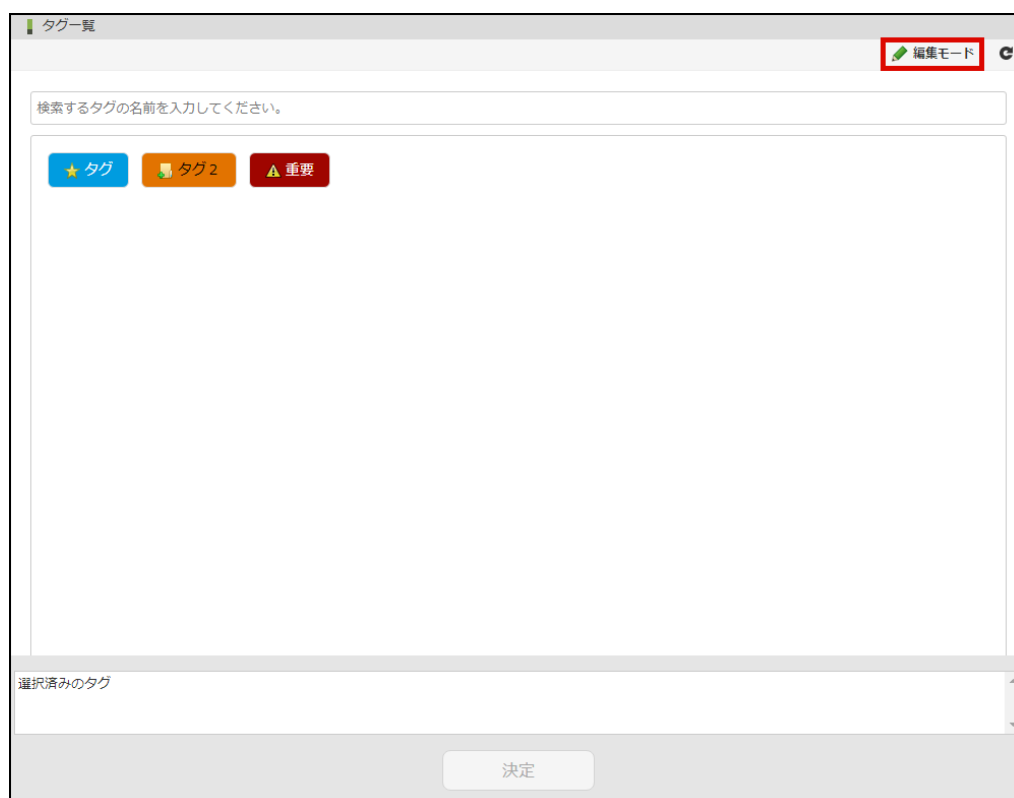 タグ一覧
編集モード
検索するタグの名前を入力してください。
タグ タグ２ 重要
選択済みのタグ
決定